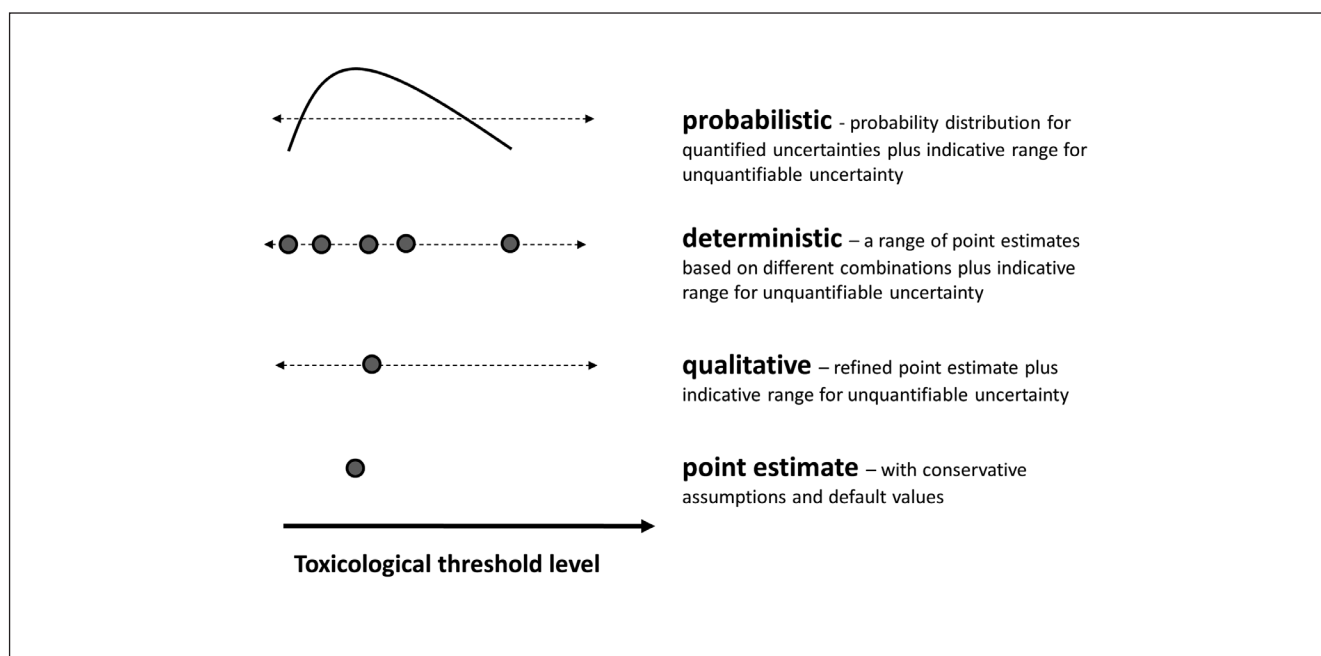 probabilistic - probability distribution for
quantified uncertainties plus indicative range for
unquantifiable uncertainty
deterministic – a range of point estimates
based on different combinations plus indicative
range for unquantifiable uncertainty
qualitative – refined point estimate plus
indicative range for unquantifiable uncertainty
point estimate – with conservative
assumptions and default values
Toxicological threshold level